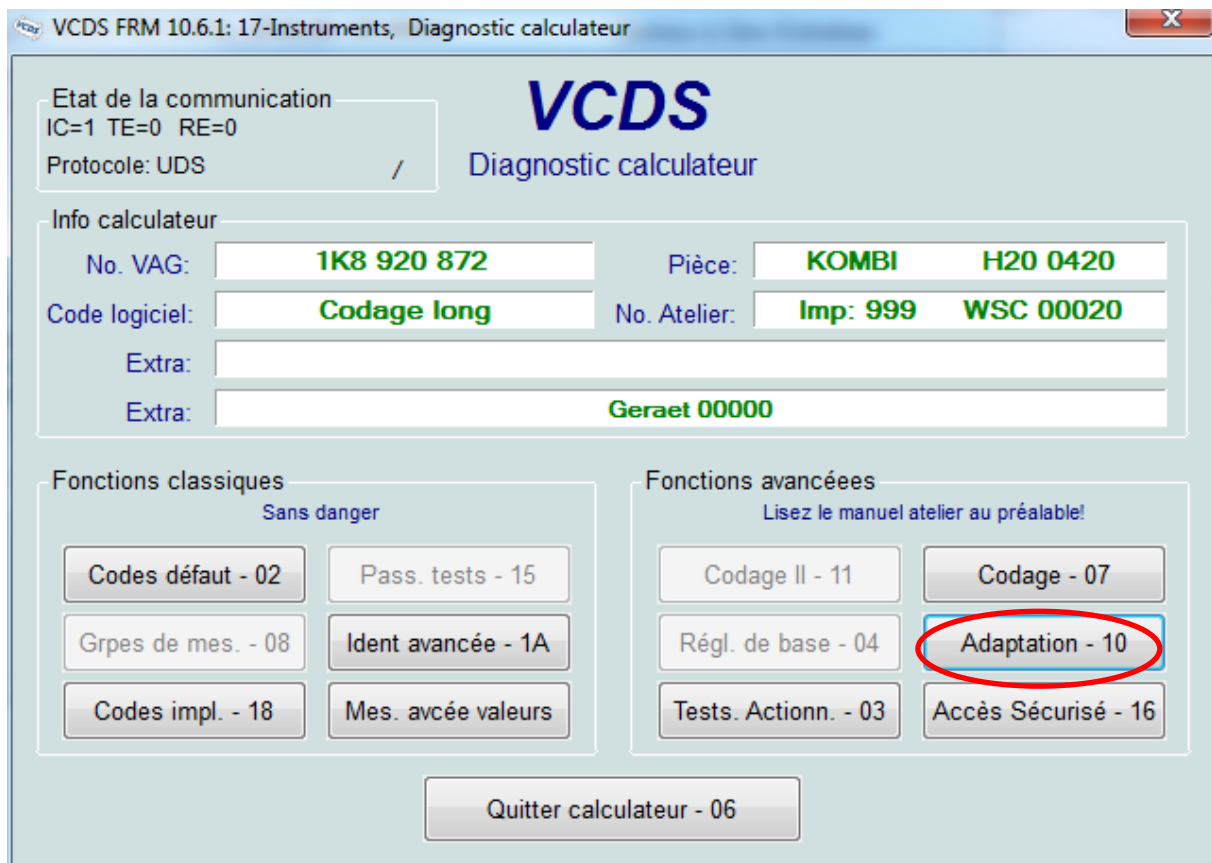 VCDS FRM 10.6.1: 17-Instruments, Diagnostic calculateur
X
Etat de la communication
IC=1 TE=0 RE=0
Protocole: UDS /
VCDS
Diagnostic calculateur
Info calculateur
No. VAG: 1K8 920 872 Pièce: KOMBI H20 0420
Code logiciel: Codage long No. Atelier: Imp: 999 WSC 00020
Extra:
Extra: Geraet 00000
Fonctions classiques
Sans danger
Codes défaut - 02 Pass. tests - 15
Grpes de mes. - 08 Ident avancée - 1A
Codes impl. - 18 Mes. avcée valeurs
Fonctions avancéees
Lisez le manuel atelier au préalable!
Codage II - 11 Codage - 07
Régl. de base - 04 Adaptation - 10
Tests. Actionn. - 03 Accès Sécurisé - 16
Quitter calculateur - 06